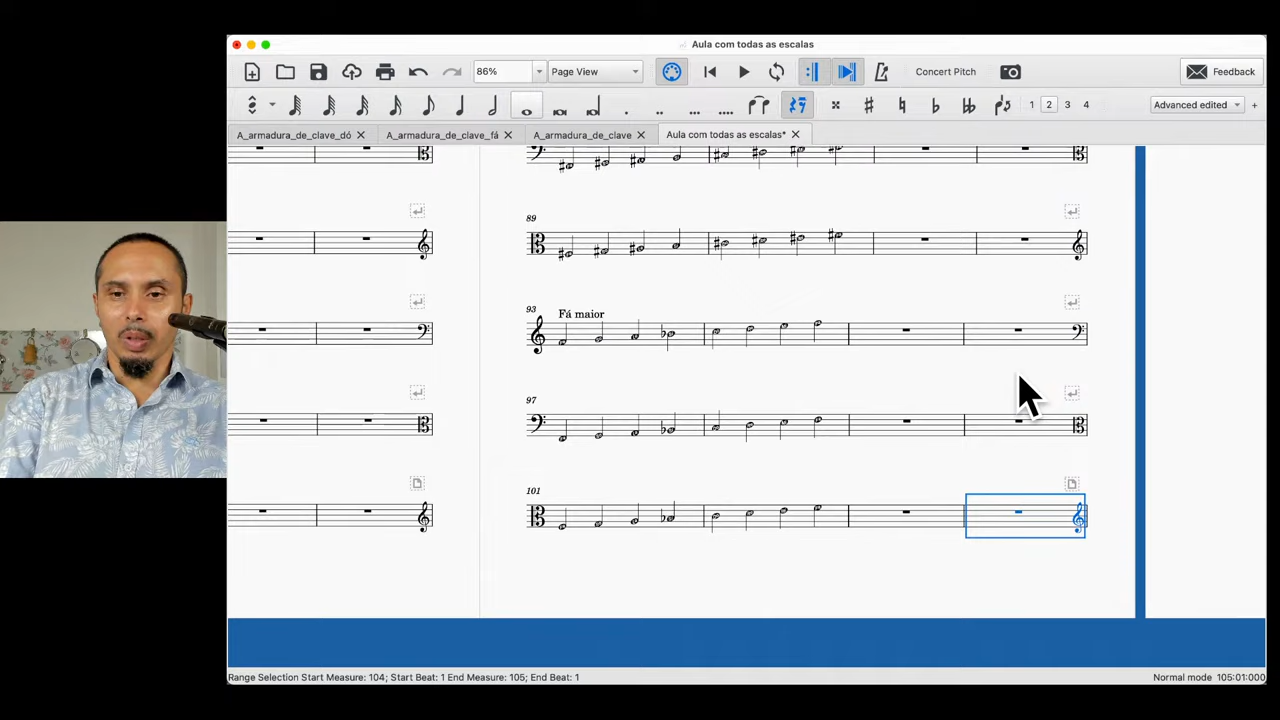 Aula com todas as escalas
86%
Page View
Concert Pitch
Feedback
1 2 3 4
Advanced edited
+
A_armadura_de_clave_dó
A_armadura_de_clave_fá
A_armadura_de_clave
Aula com todas as escalas*
89
93
Fá maior
97
101
Range Selection Start Measure: 104; Start Beat: 1 End Measure: 105; End Beat: 1
Normal mode 105:01:000